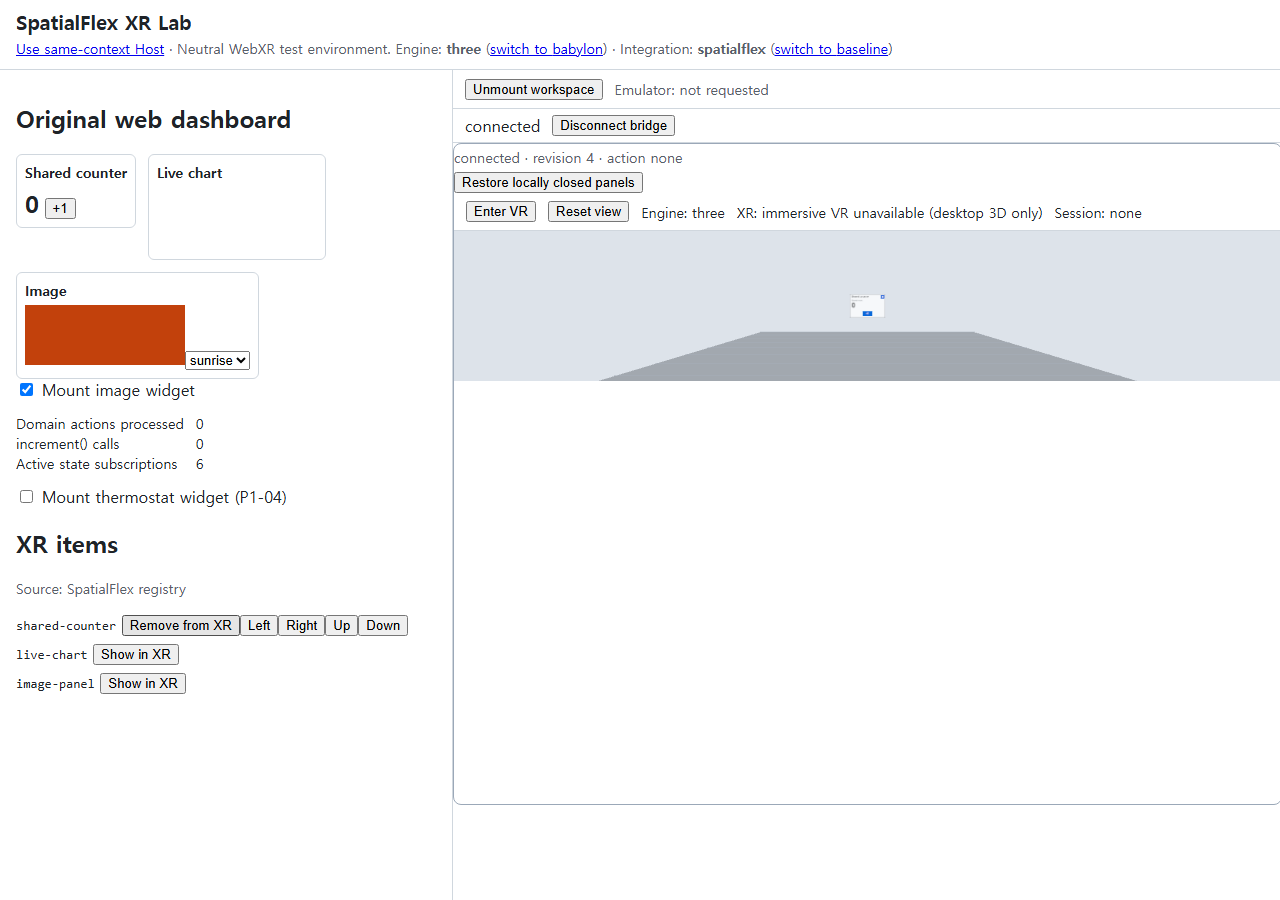 SpatialFlex XR Lab
Use same-context Host · Neutral WebXR test environment. Engine: three (switch to babylon) · Integration: spatialflex (switch to baseline)
Original web dashboard
Shared counter
0 +1
Live chart
Image
sunrise
Mount image widget
Domain actions processed 0
increment() calls 0
Active state subscriptions 6
Mount thermostat widget (P1-04)
XR items
Source: SpatialFlex registry
shared-counter Remove from XR Left Right Up Down
live-chart Show in XR
image-panel Show in XR
Unmount workspace Emulator: not requested
connected Disconnect bridge
connected · revision 4 · action none
Restore locally closed panels
Enter VR Reset view Engine: three XR: immersive VR unavailable (desktop 3D only) Session: none